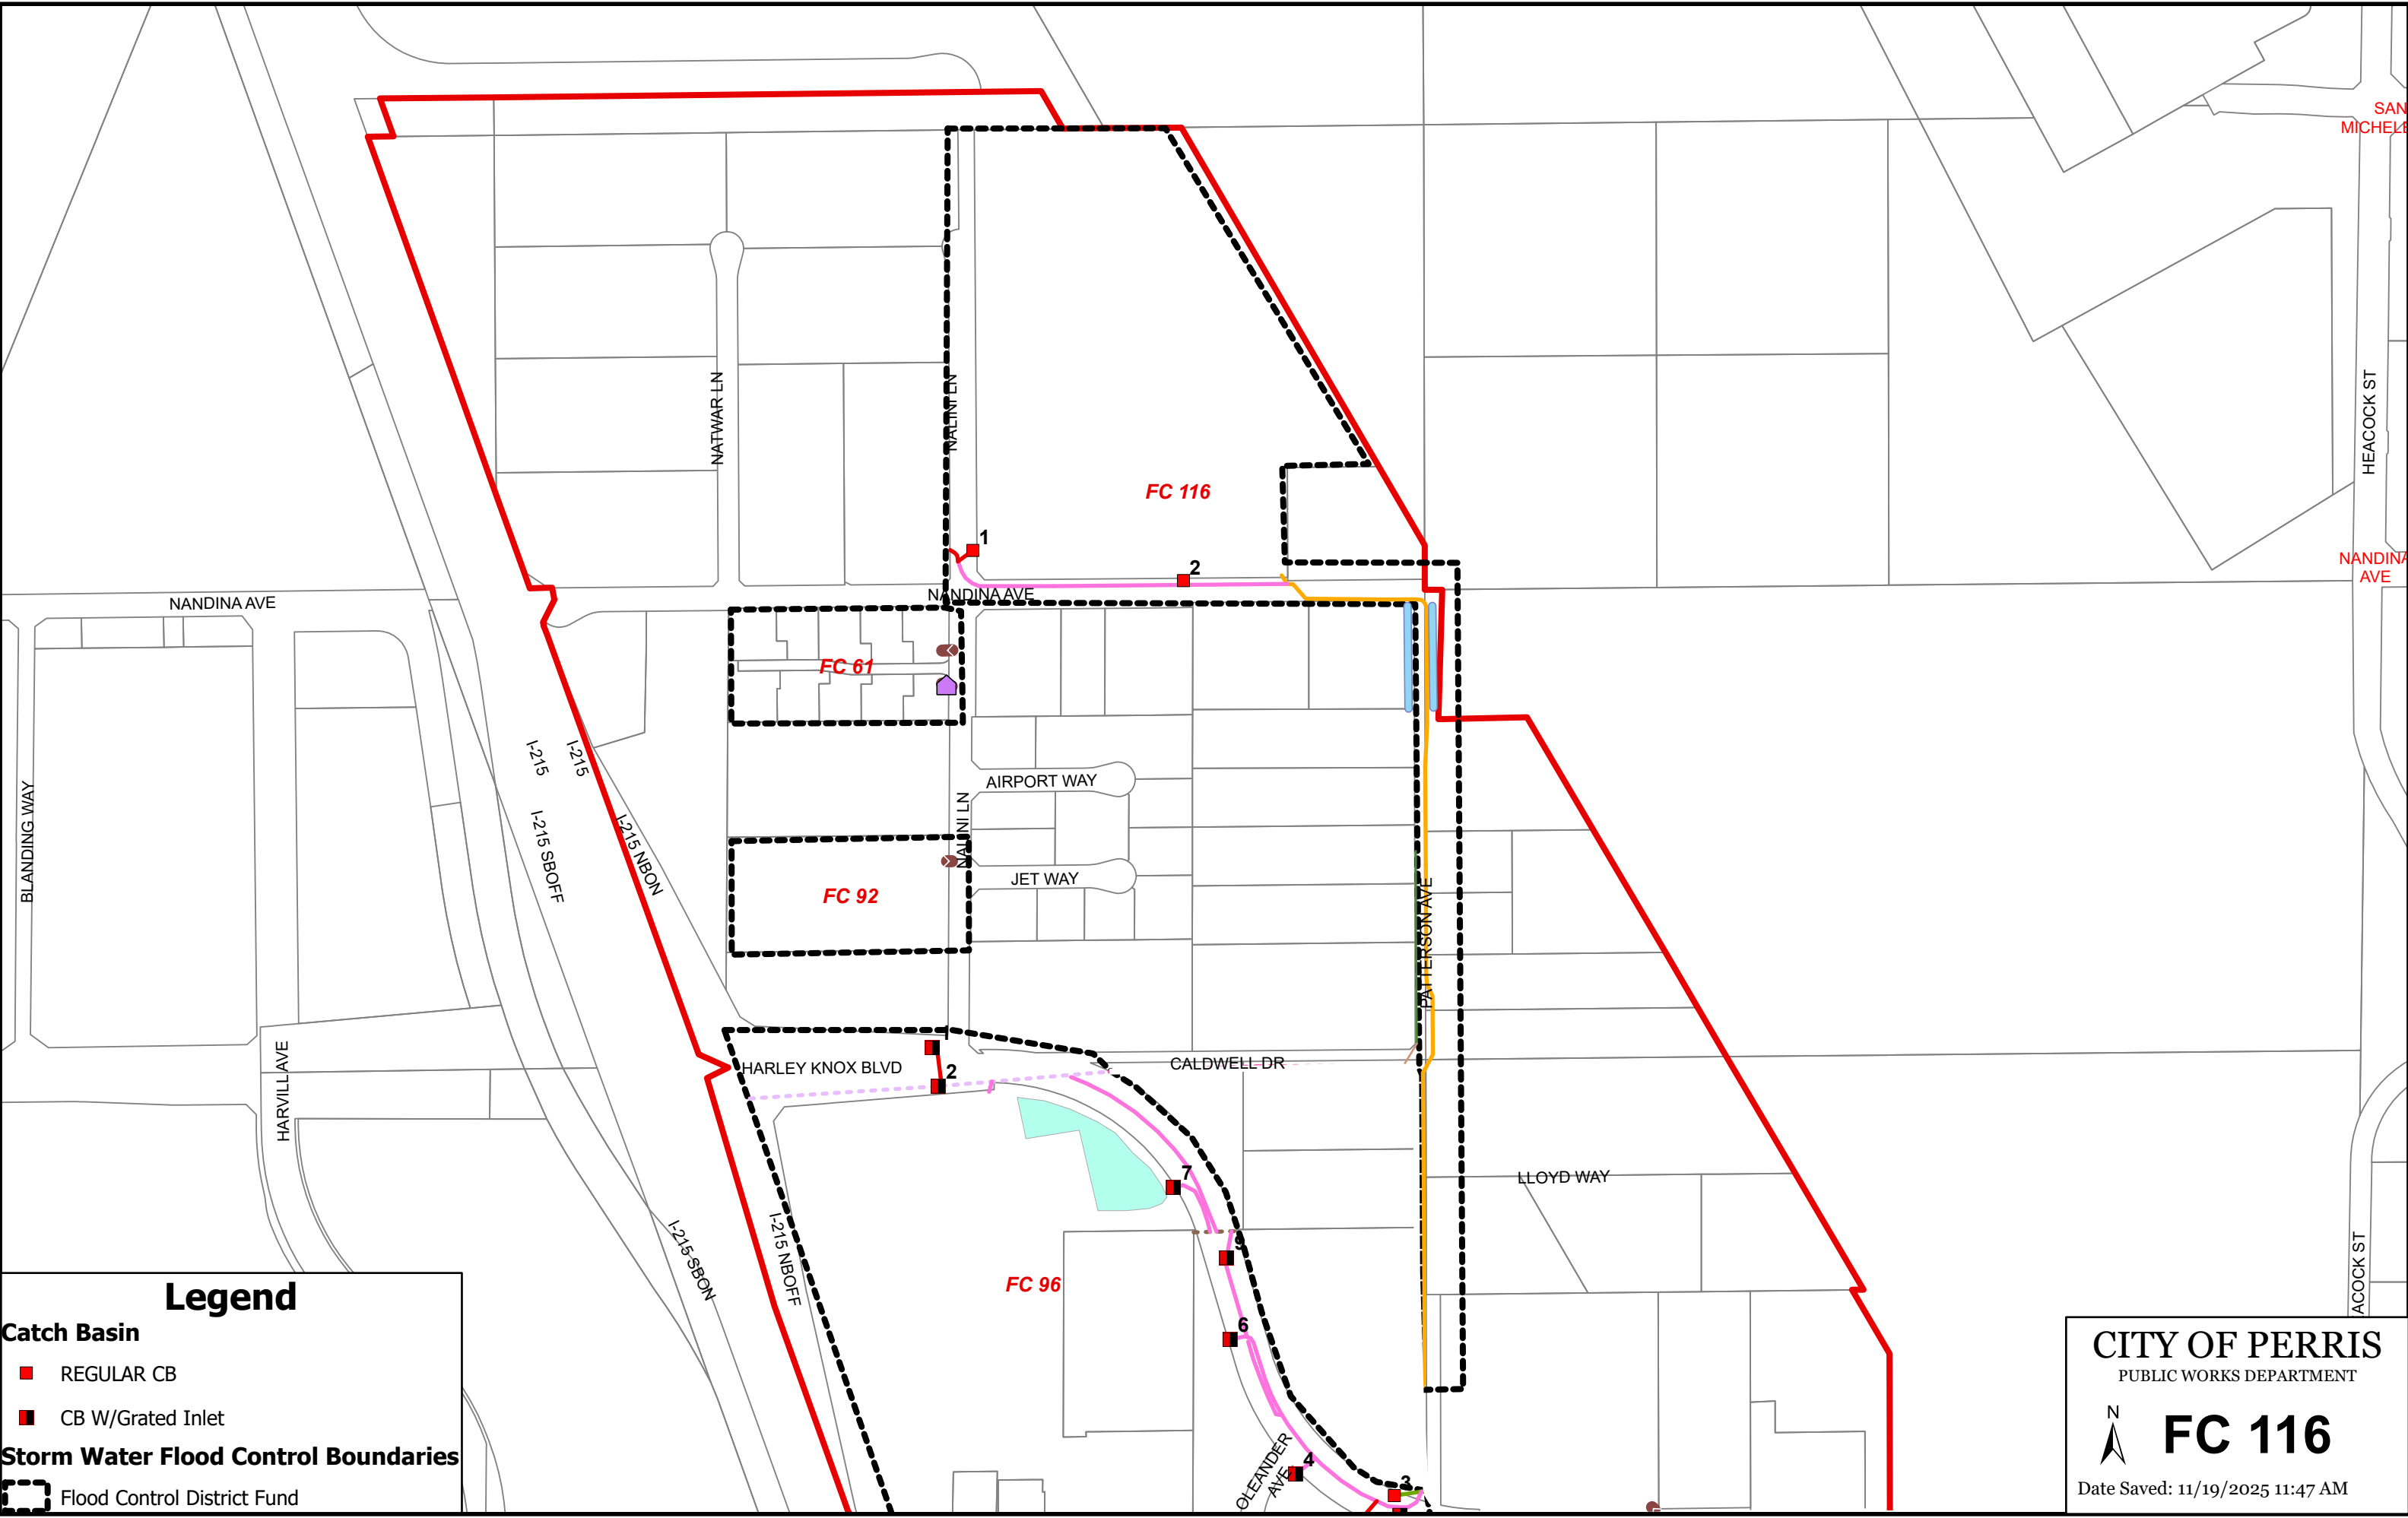 SAN
MICHELE
HEACOCK ST
NATWAR LN
NALINI LN
FC 116
1
2
NANDINA
AVE
NANDINA AVE
NANDINA AVE
FC 61
I-215
I-215
AIRPORT WAY
NALINI LN
BLANDING WAY
I-215 SBOFF
I-215 NBON
JET WAY
FC 92
PATTERSON AVE
1
HARLEY KNOX BLVD
CALDWELL DR
2
HARVILL AVE
7
LLOYD WAY
I-215 SBON
I-215 NBOFF
9
FC 96
ACOCK ST
6
4
OLEANDER
AVE
3
Legend
Catch Basin
REGULAR CB
CB W/Grated Inlet
Storm Water Flood Control Boundaries
Flood Control District Fund
CITY OF PERRIS
PUBLIC WORKS DEPARTMENT
N
FC 116
Date Saved: 11/19/2025 11:47 AM